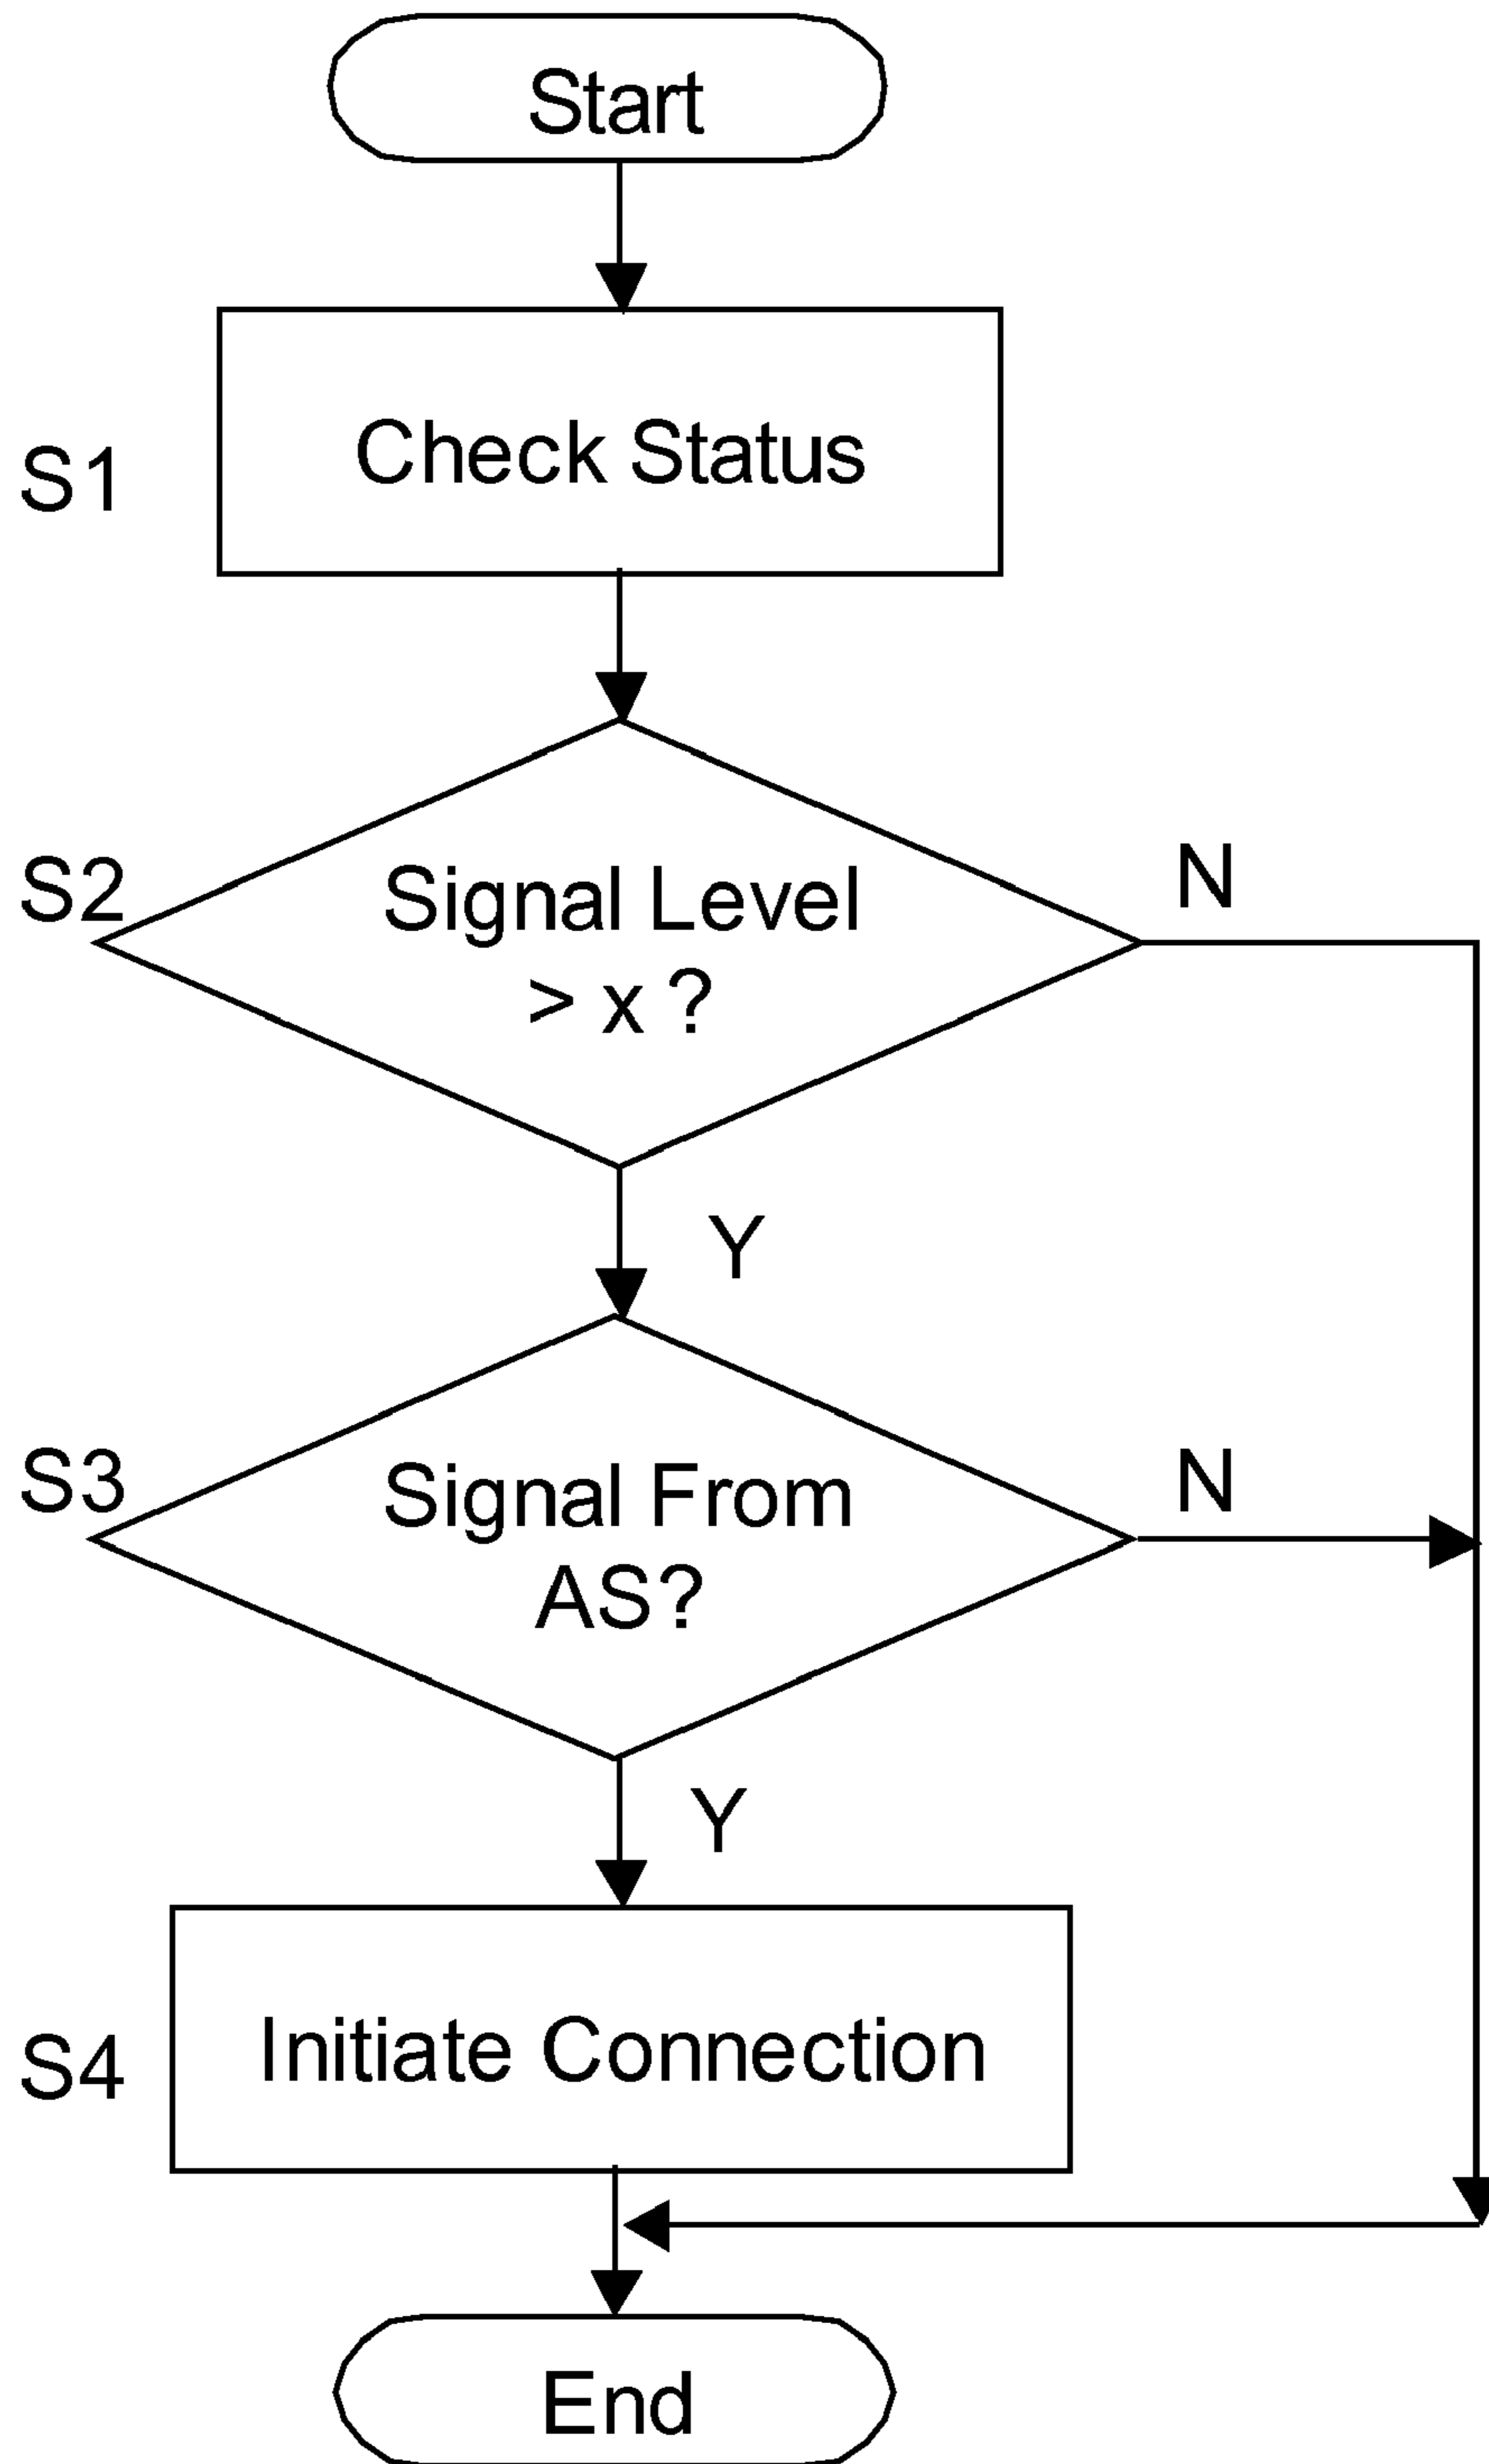 Start
Check Status
S1
S2
Signal Level
> x ?
N
Y
S3
Signal From
AS?
N
Y
S4
Initiate Connection
End